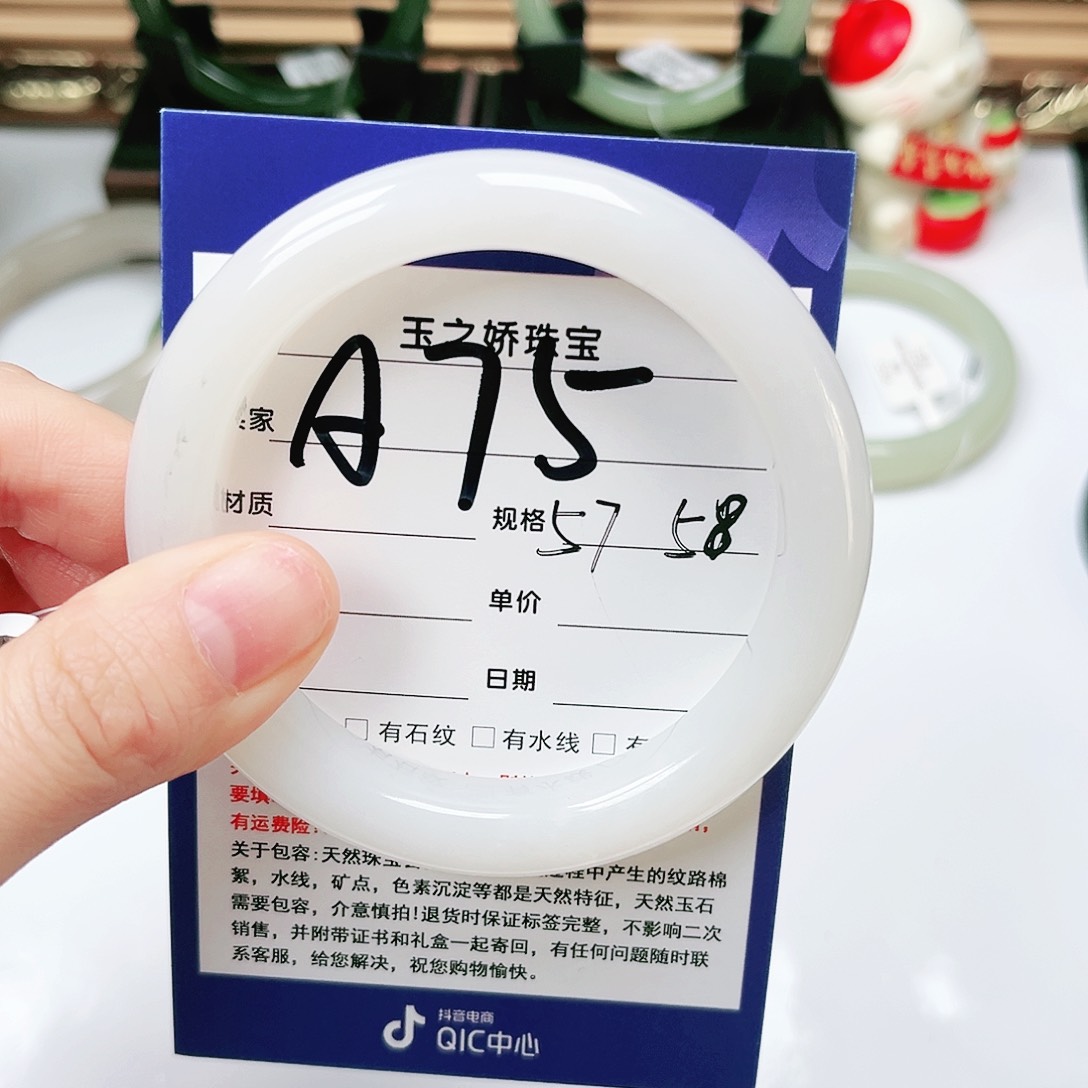 玉之娇珠宝
A75
家
材质
规格 57 58
单价
日期
□ 有石纹 □ 有水线 □
要填
有运费险
关于包容:天然珠宝 过程中产生的纹路棉
絮，水线，矿点，色素沉淀等都是天然特征，天然玉石
需要包容，介意慎拍!退货时保证标签完整，不影响二次
销售，并附带证书和礼盒一起寄回，有任何问题随时联
系客服，给您解决，祝您购物愉快。
抖音电商
QIC中心